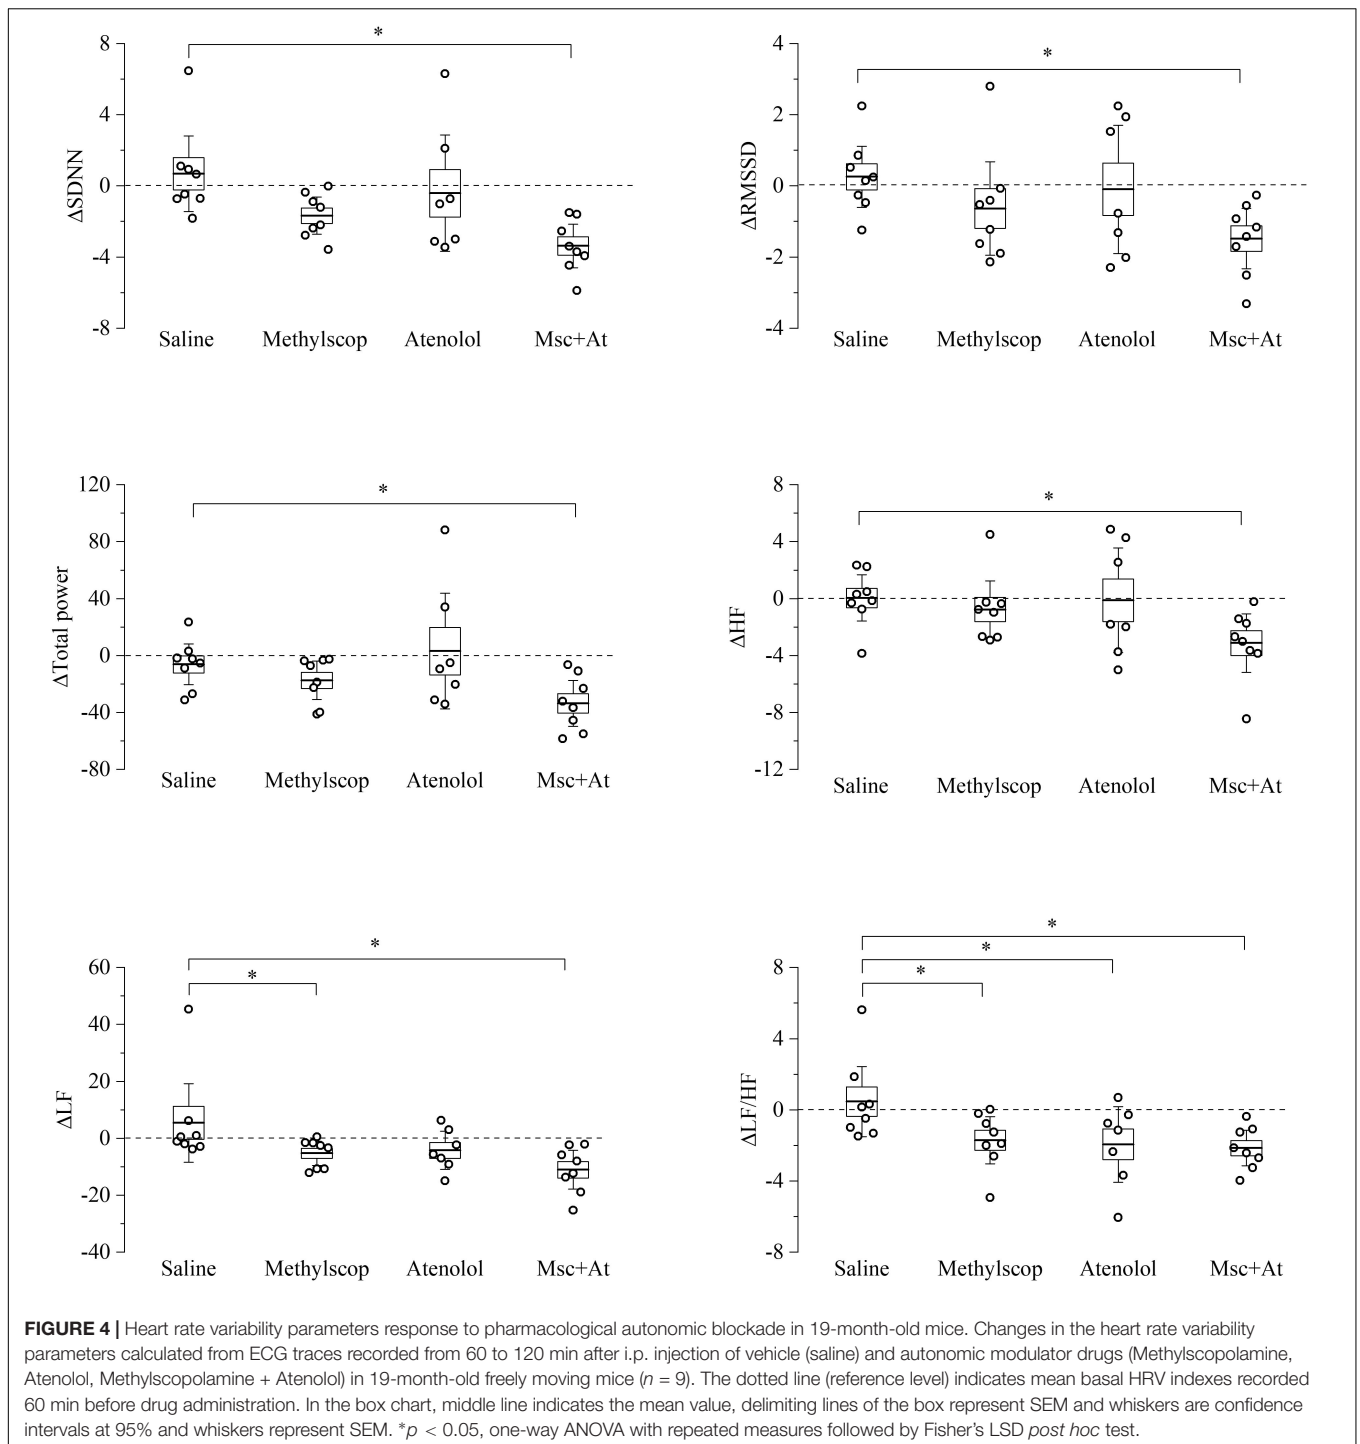 *
8
4
0
-4
-8
ΔSDNN
Saline Methylscop Atenolol Msc+At
*
4
2
0
-2
-4
ΔRMSSD
Saline Methylscop Atenolol Msc+At
*
120
80
40
0
-40
-80
ΔTotal power
Saline Methylscop Atenolol Msc+At
*
8
4
0
-4
-8
-12
ΔHF
Saline Methylscop Atenolol Msc+At
*
*
60
40
20
0
-20
-40
ΔLF
Saline Methylscop Atenolol Msc+At
*
*
*
8
4
0
-4
-8
ΔLF/HF
Saline Methylscop Atenolol Msc+At
FIGURE 4 | Heart rate variability parameters response to pharmacological autonomic blockade in 19-month-old mice. Changes in the heart rate variability
parameters calculated from ECG traces recorded from 60 to 120 min after i.p. injection of vehicle (saline) and autonomic modulator drugs (Methylscopolamine,
Atenolol, Methylscopolamine + Atenolol) in 19-month-old freely moving mice (n = 9). The dotted line (reference level) indicates mean basal HRV indexes recorded
60 min before drug administration. In the box chart, middle line indicates the mean value, delimiting lines of the box represent SEM and whiskers are confidence
intervals at 95% and whiskers represent SEM. *p < 0.05, one-way ANOVA with repeated measures followed by Fisher's LSD post hoc test.